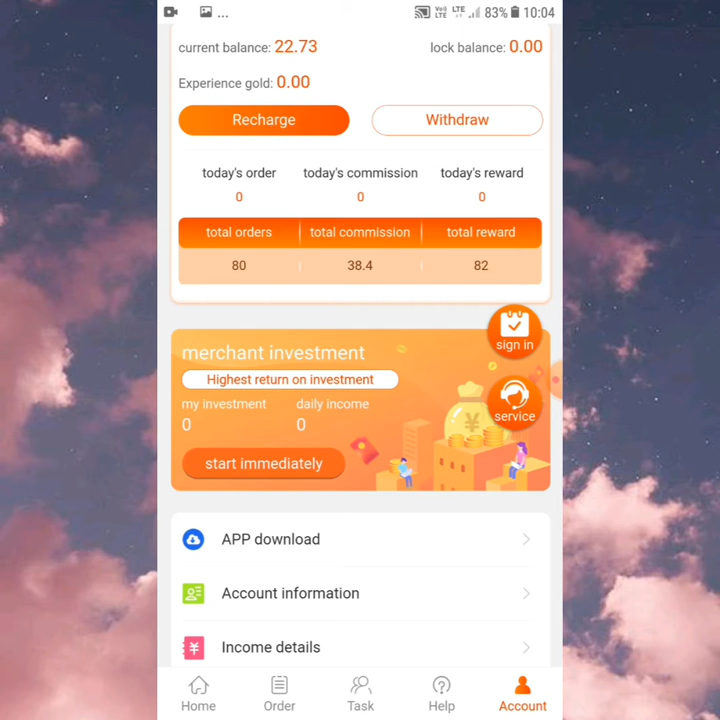 ... Vo)) LTE LTE 83% 10:04
current balance: 22.73 lock balance: 0.00
Experience gold: 0.00
Recharge Withdraw
today's order today's commission today's reward
0 0 0
total orders total commission total reward
80 38.4 82
sign in
merchant investment
Highest return on investment
my investment daily income
service
0 0
¥
start immediately
APP download
Account information
¥ Income details
Home Order Task Help Account